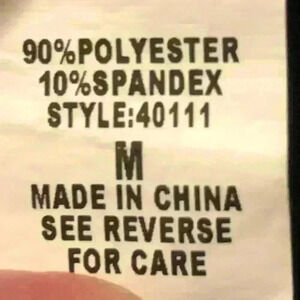 90%POLYESTER
10%SPANDEX
STYLE:40111
M
MADE IN CHINA
SEE REVERSE
FOR CARE